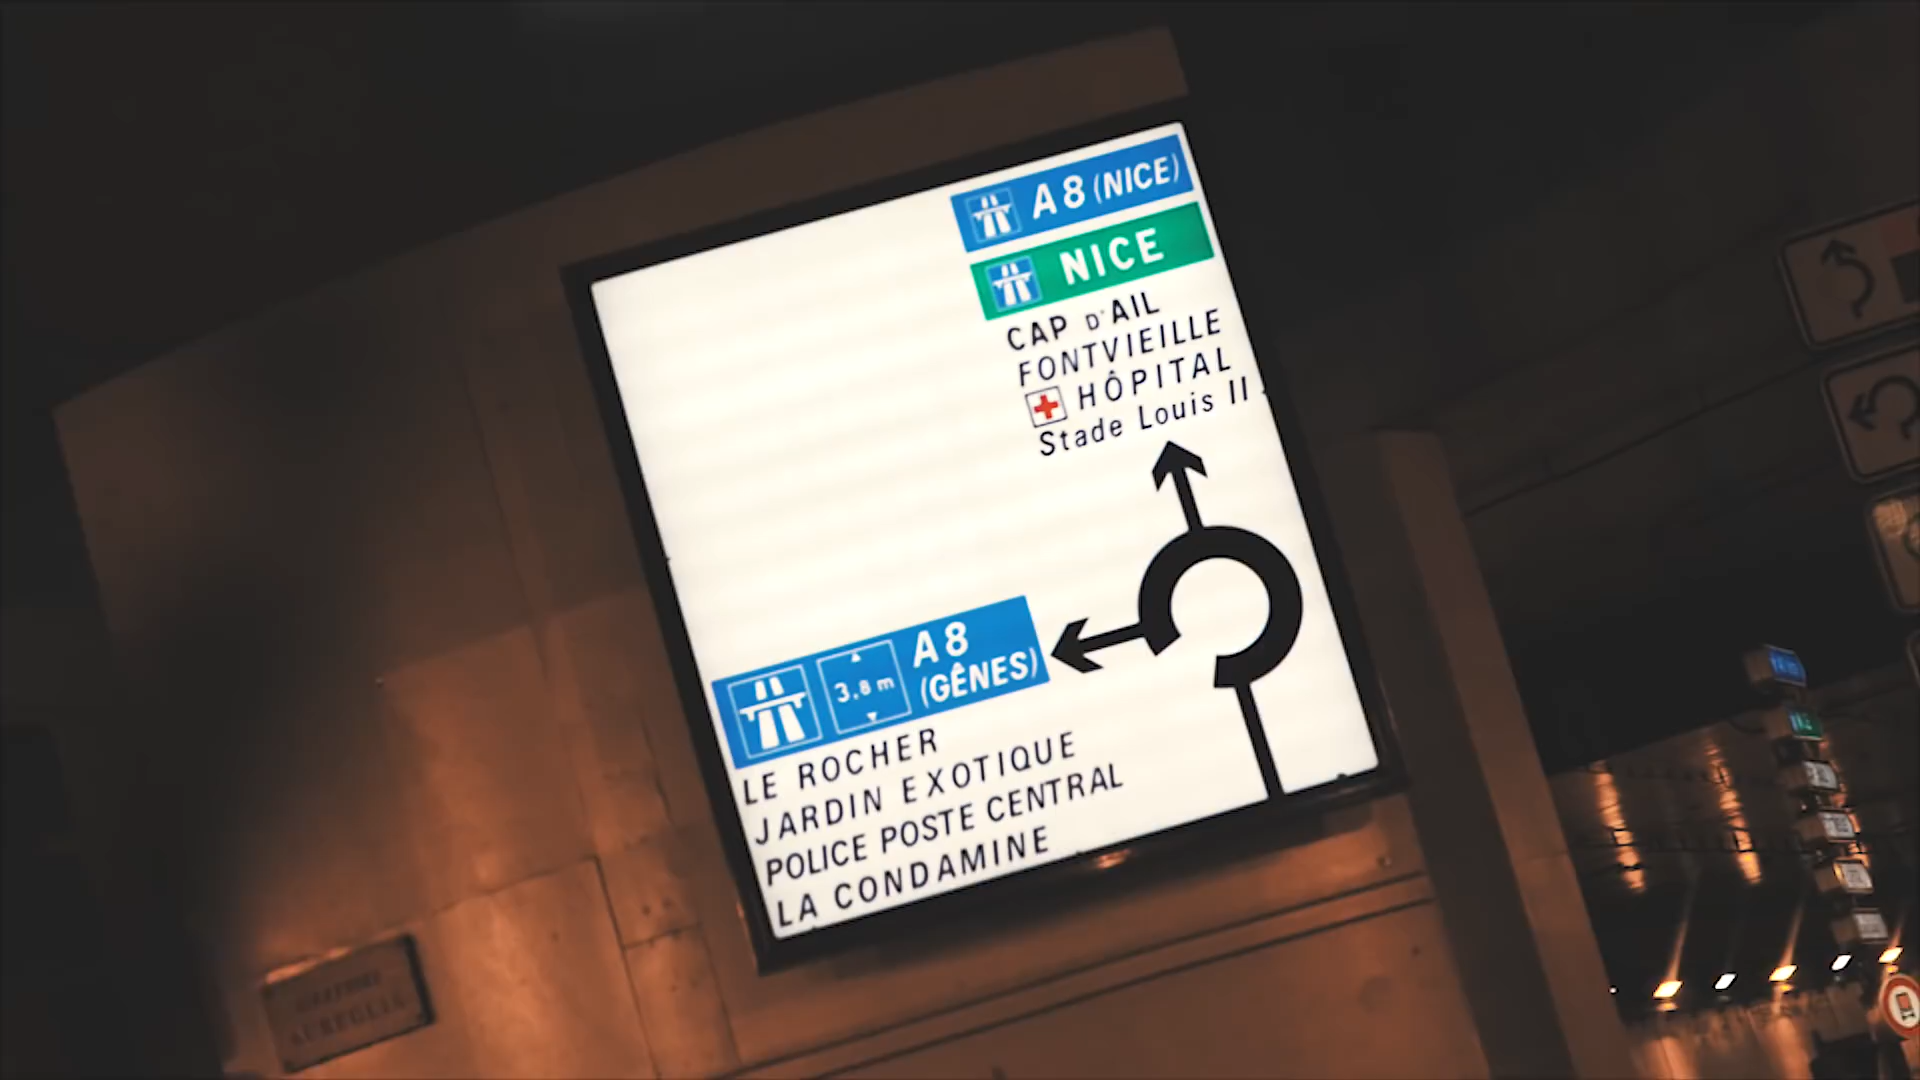 A8 (NICE)
NICE
CAP D'AIL
FONTVIEILLE
HÔPITAL
Stade Louis II
A8
(GÊNES)
3.8 m
LE ROCHER
JARDIN EXOTIQUE
POLICE POSTE CENTRAL
LA CONDAMINE
AUREGLIA